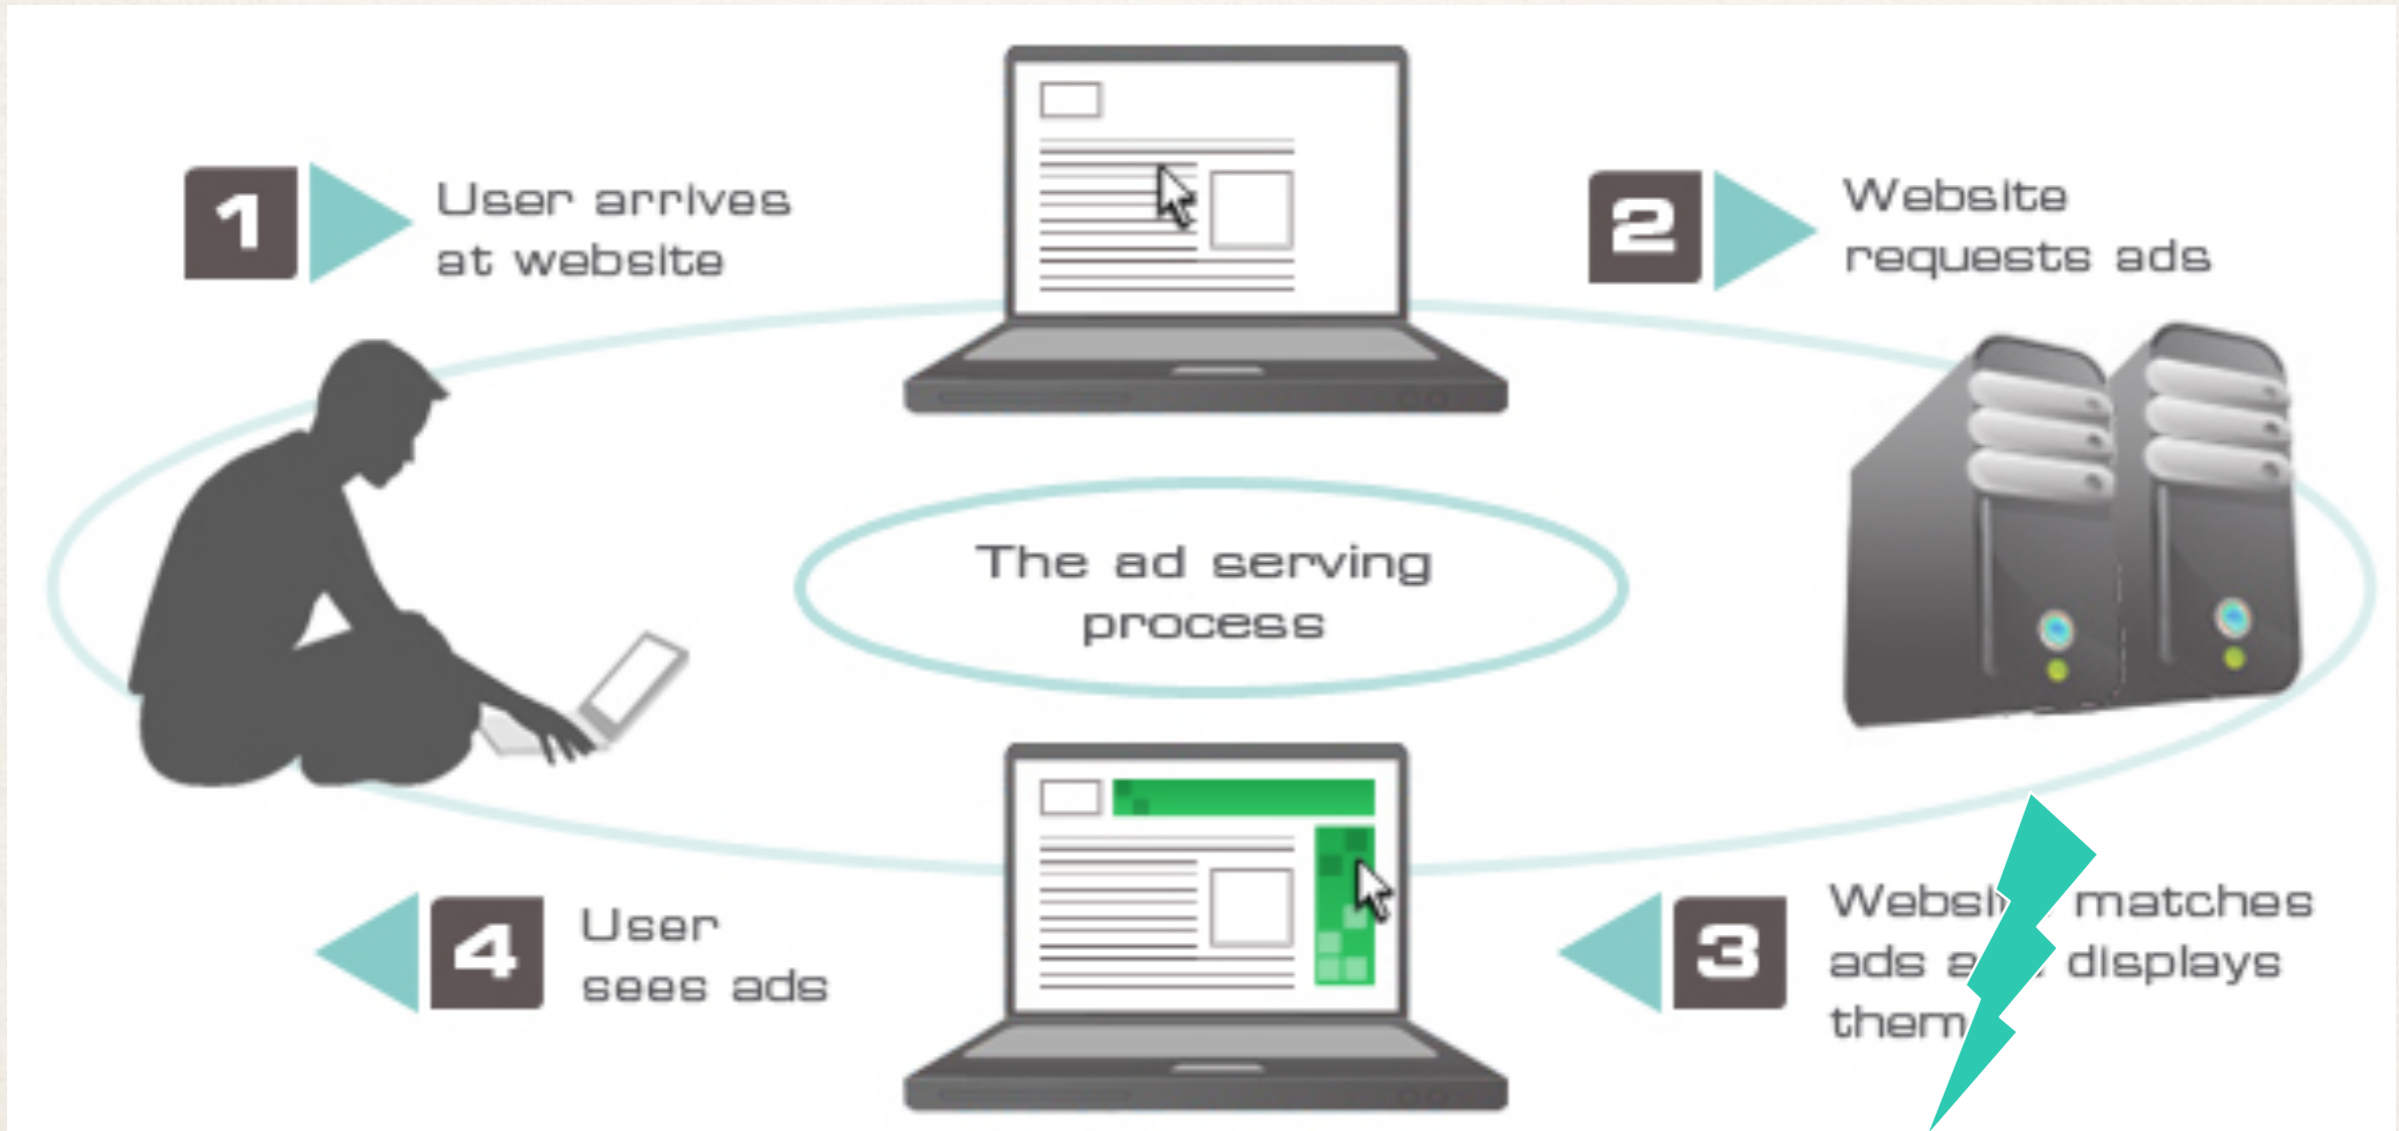 1
User arrives
at website
2
Website
requests ads
The ad serving
process
3
matches
ads displays
them
4
User
sees ads